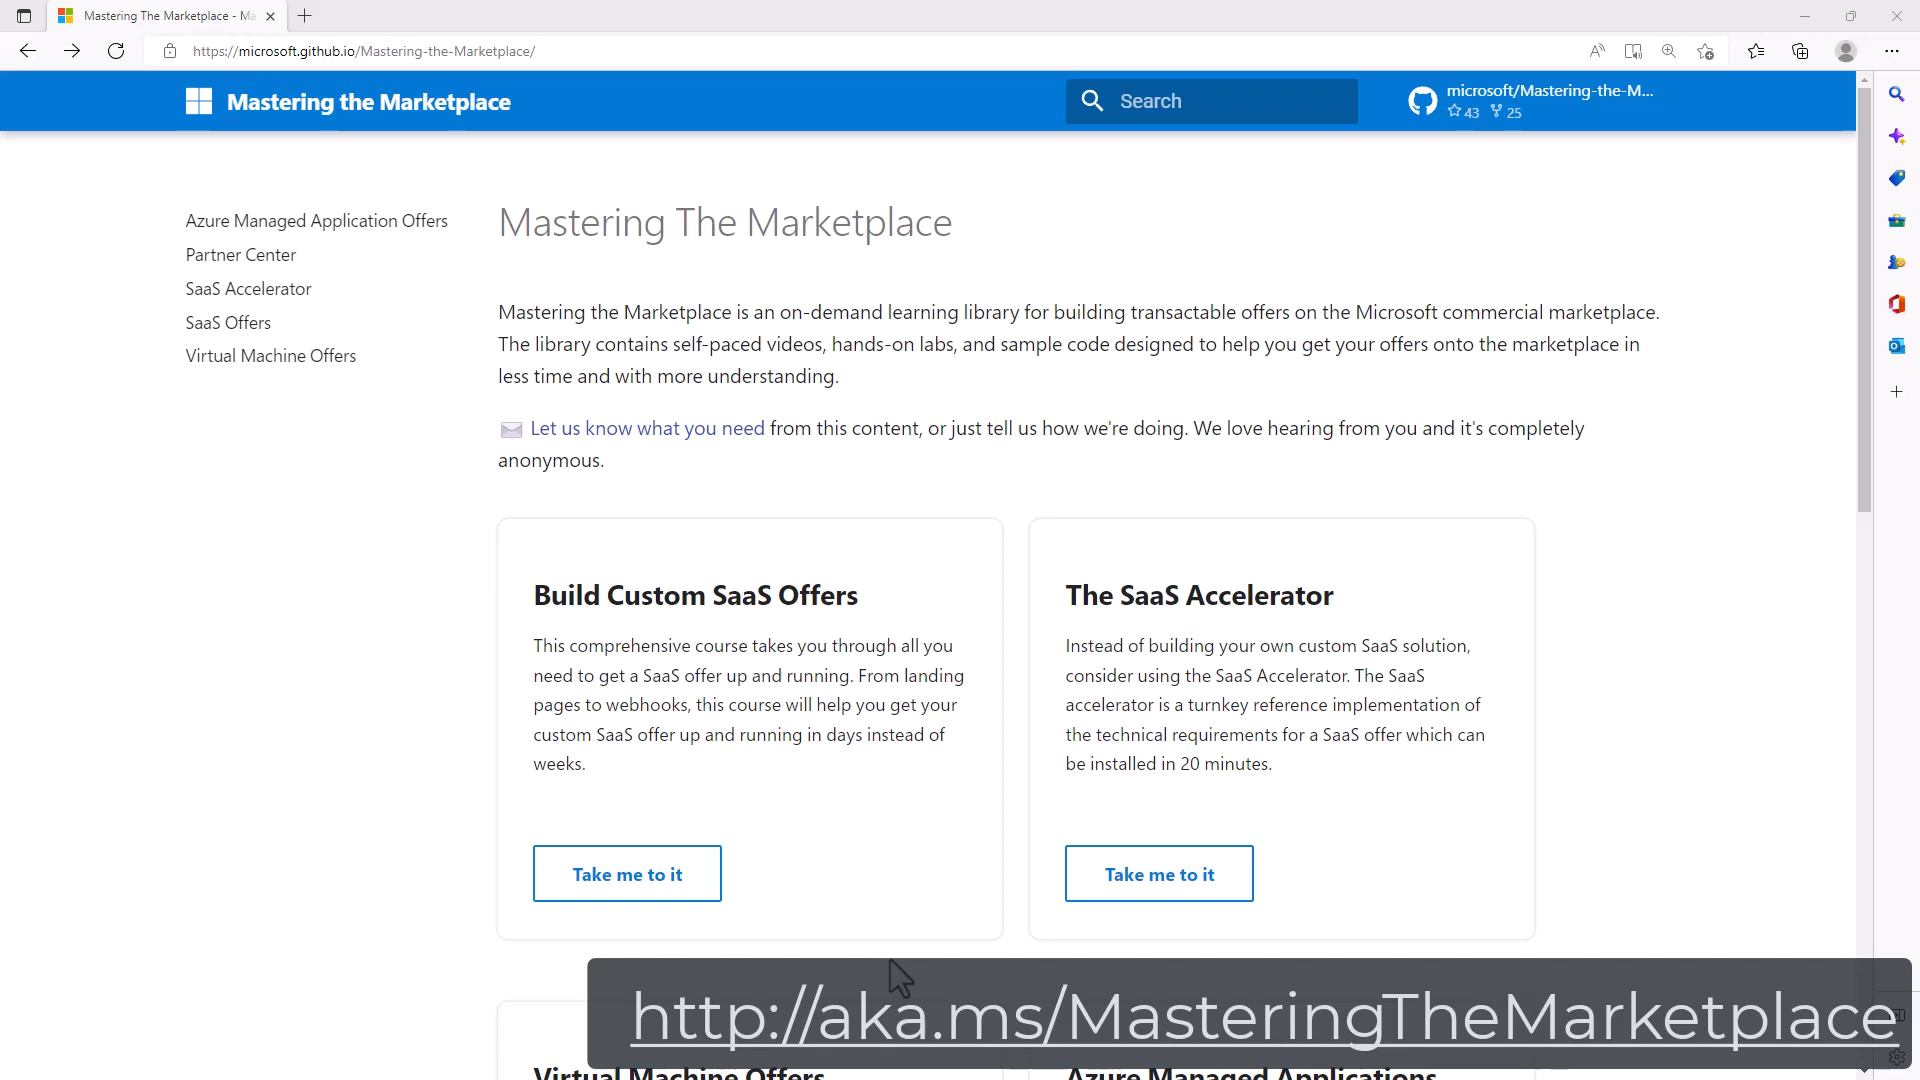 Mastering The Marketplace - Ma
https://microsoft.github.io/Mastering-the-Marketplace/
Mastering the Marketplace
Search
microsoft/Mastering-the-M...
43 25
Azure Managed Application Offers
Partner Center
SaaS Accelerator
SaaS Offers
Virtual Machine Offers
Mastering The Marketplace
Mastering the Marketplace is an on-demand learning library for building transactable offers on the Microsoft commercial marketplace.
The library contains self-paced videos, hands-on labs, and sample code designed to help you get your offers onto the marketplace in
less time and with more understanding.
Let us know what you need from this content, or just tell us how we're doing. We love hearing from you and it's completely
anonymous.
Build Custom SaaS Offers
This comprehensive course takes you through all you
need to get a SaaS offer up and running. From landing
pages to webhooks, this course will help you get your
custom SaaS offer up and running in days instead of
weeks.
Take me to it
The SaaS Accelerator
Instead of building your own custom SaaS solution,
consider using the SaaS Accelerator. The SaaS
accelerator is a turnkey reference implementation of
the technical requirements for a SaaS offer which can
be installed in 20 minutes.
Take me to it
http://aka.ms/MasteringTheMarketplace
Virtual Machine Offers
Azure Managed Applications